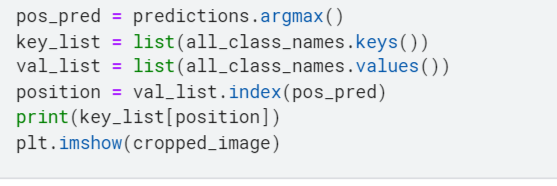 pos_pred = predictions.argmax()
key_list = list(all_class_names.keys())
val_list = list(all_class_names.values())
position = val_list.index(pos_pred)
print(key_list[position])
plt.imshow(cropped_image)